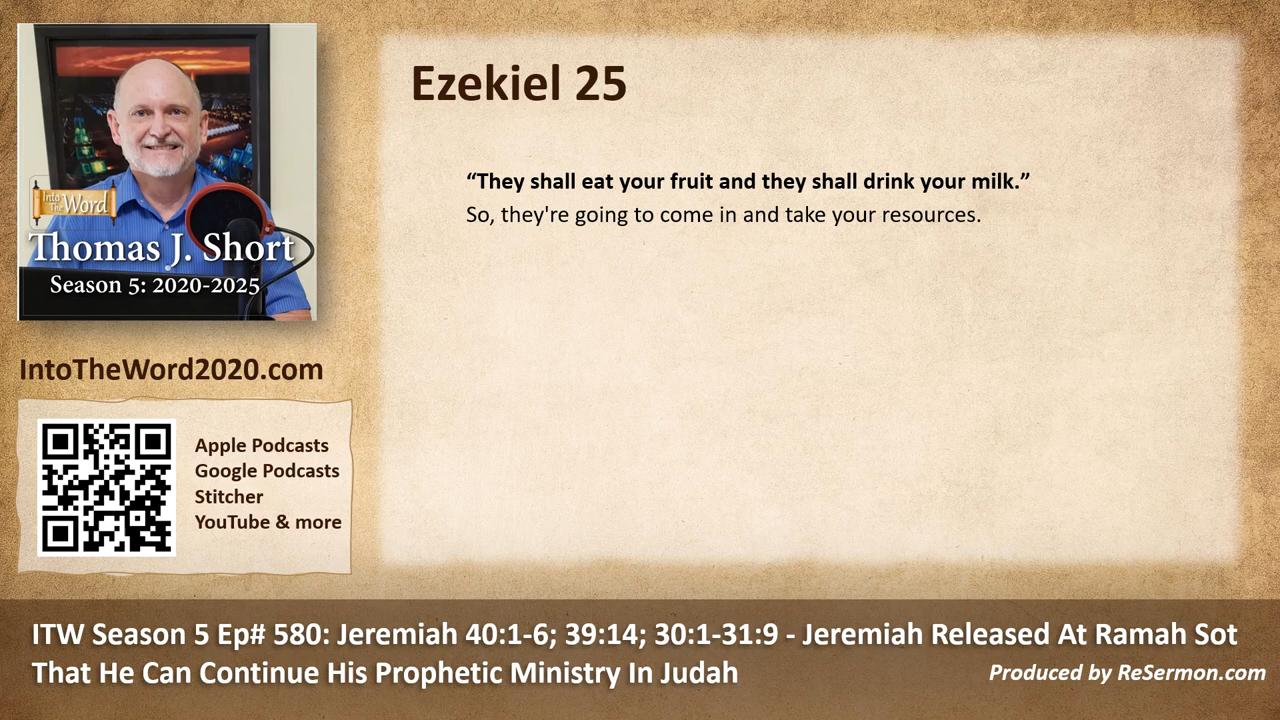 Into
The Word
Thomas J. Short
Season 5: 2020-2025
IntoTheWord2020.com
Apple Podcasts
Google Podcasts
Stitcher
YouTube & more
Ezekiel 25
“They shall eat your fruit and they shall drink your milk.”
So, they're going to come in and take your resources.
ITW Season 5 Ep# 580: Jeremiah 40:1-6; 39:14; 30:1-31:9 - Jeremiah Released At Ramah Sot
That He Can Continue His Prophetic Ministry In Judah
Produced by ReSermon.com